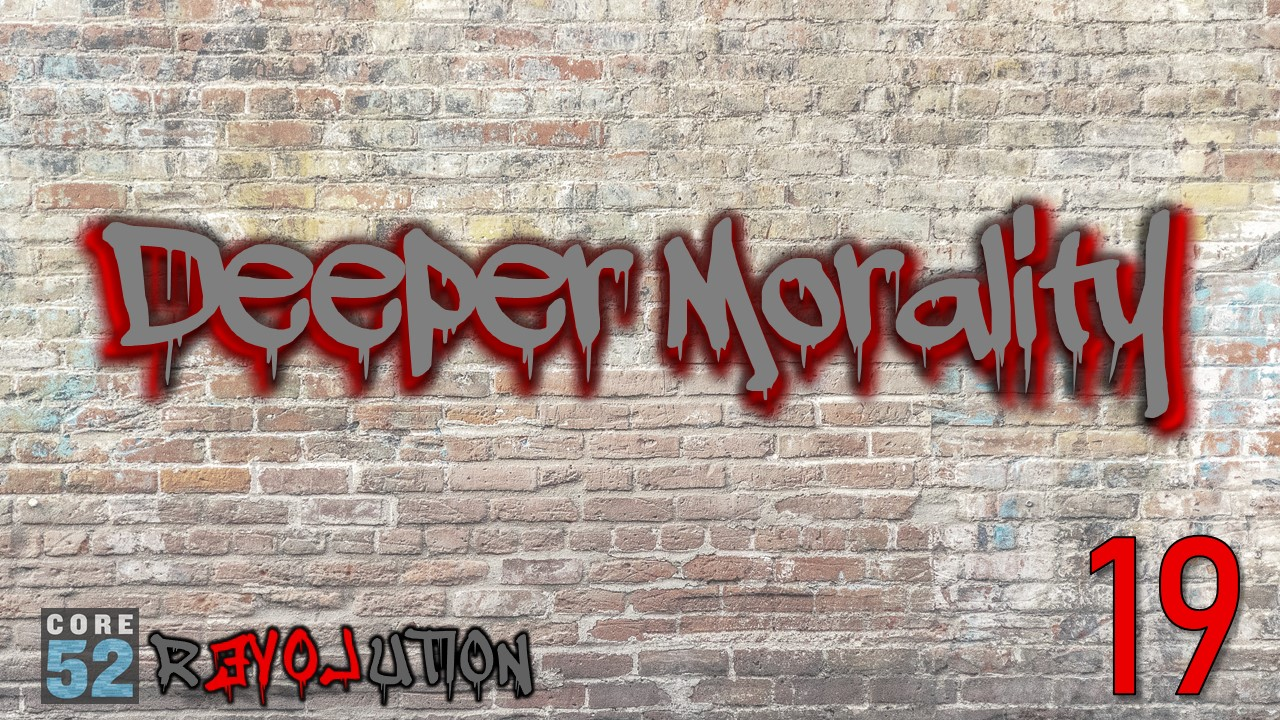 Deeper Morality
19
CORE
52
REVOLUTION